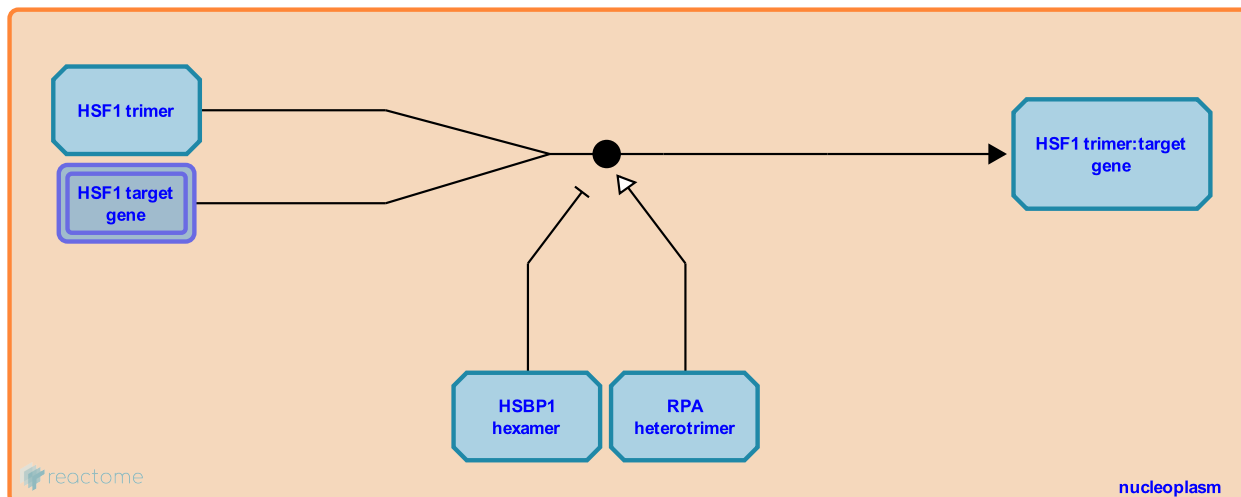 HSF1 trimer
HSF1 target
gene
HSF1 trimer:target
gene
HSBP1
hexamer
RPA
heterotrimer
reactome
nucleoplasm